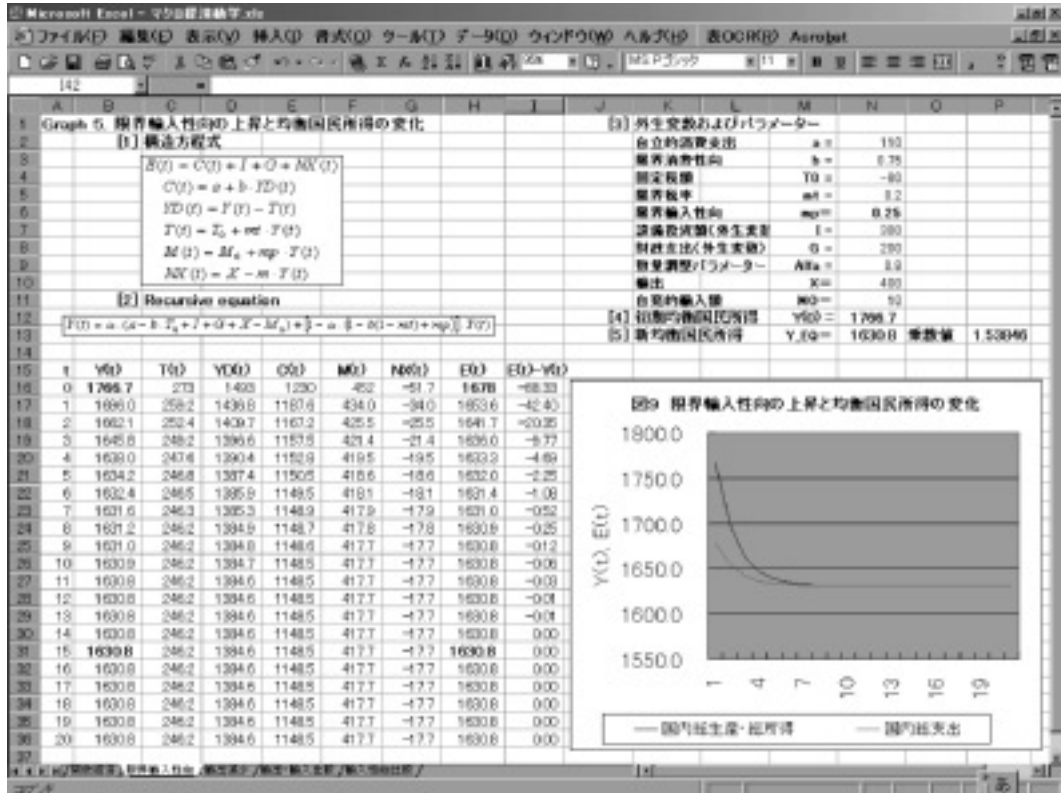 Microsoft Excel - マクロ経済動学.xls
ファイル(F) 編集(E) 表示(V) 挿入(I) 書式(O) ツール(T) データ(D) ウィンドウ(W) ヘルプ(H) 表OCR(R) Acrobat
MS Pゴシック 11
I42 =
A B C D E F G H I J K L M N O P
Graph 5. 限界輸入性向の上昇と均衡国民所得の変化
[1] 構造方程式
E(t) = C(t) + I + G + NX(t)
C(t) = a + b · YD(t)
YD(t) = Y(t) - T(t)
T(t) = T₀ + mt · Y(t)
M(t) = M₀ + mp · Y(t)
NX(t) = X - m · Y(t)
[2] Recursive equation
[3] 外生変数およびパラメーター
自立的消費支出 a = 110
限界消費性向 b = 0.75
固定税額 T0 = -80
限界税率 mt = 0.2
限界輸入性向 mp= 0.25
設備投資額(外生変数 I = 300
財政支出(外生変数) G = 200
数量調整パラメーター Alfa = 0.8
輸出 X= 400
自発的輸入額 M0= 10
[4] 初期均衡国民所得 Y(0) = 1766.7
[5] 新均衡国民所得 Y_EQ= 1630.8 乗数値 1.53846
t Y(t) T(t) YD(t) C(t) M(t) NX(t) E(t) E(t)-Y(t)
0 1766.7 273 1493 1230 452 -51.7 1678 -88.33
1 1696.0 259.2 1436.8 1187.6 434.0 -34.0 1653.6 -42.40
2 1662.1 252.4 1409.7 1167.2 425.5 -25.5 1641.7 -20.35
3 1645.8 249.2 1396.6 1157.5 421.4 -21.4 1636.0 -9.77
4 1638.0 247.6 1390.4 1152.8 419.5 -19.5 1633.3 -4.69
5 1634.2 246.8 1387.4 1150.5 418.6 -18.6 1632.0 -2.25
6 1632.4 246.5 1385.9 1149.5 418.1 -18.1 1631.4 -1.08
7 1631.6 246.3 1385.3 1148.9 417.9 -17.9 1631.0 -0.52
8 1631.2 246.2 1384.9 1148.7 417.8 -17.8 1630.9 -0.25
9 1631.0 246.2 1384.8 1148.6 417.7 -17.7 1630.8 -0.12
10 1630.9 246.2 1384.7 1148.5 417.7 -17.7 1630.8 -0.06
11 1630.8 246.2 1384.6 1148.5 417.7 -17.7 1630.8 -0.03
12 1630.8 246.2 1384.6 1148.5 417.7 -17.7 1630.8 -0.01
13 1630.8 246.2 1384.6 1148.5 417.7 -17.7 1630.8 -0.01
14 1630.8 246.2 1384.6 1148.5 417.7 -17.7 1630.8 0.00
15 1630.8 246.2 1384.6 1148.5 417.7 -17.7 1630.8 0.00
16 1630.8 246.2 1384.6 1148.5 417.7 -17.7 1630.8 0.00
17 1630.8 246.2 1384.6 1148.5 417.7 -17.7 1630.8 0.00
18 1630.8 246.2 1384.6 1148.5 417.7 -17.7 1630.8 0.00
19 1630.8 246.2 1384.6 1148.5 417.7 -17.7 1630.8 0.00
20 1630.8 246.2 1384.6 1148.5 417.7 -17.7 1630.8 0.00
図9 限界輸入性向の上昇と均衡国民所得の変化
Y(t), E(t)
1800.0
1750.0
1700.0
1650.0
1600.0
1550.0
1 4 7 10 13 16 19
国内総生産・総所得 国内総支出
コマンド
あ